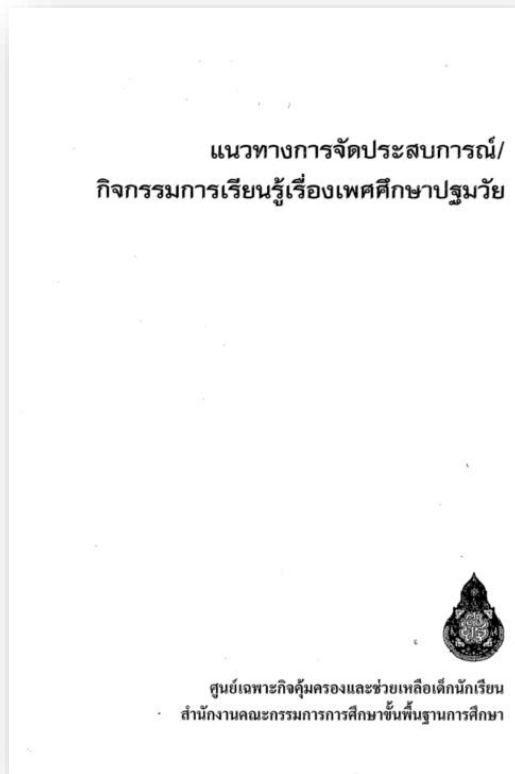 แนวทางการจัดประสบการณ์/
กิจกรรมการเรียนรู้เรื่องเพศศึกษาปฐมวัย
ศูนย์เฉพาะกิจคุ้มครองและช่วยเหลือเด็กนักเรียน
สำนักงานคณะกรรมการการศึกษาขั้นพื้นฐานการศึกษา